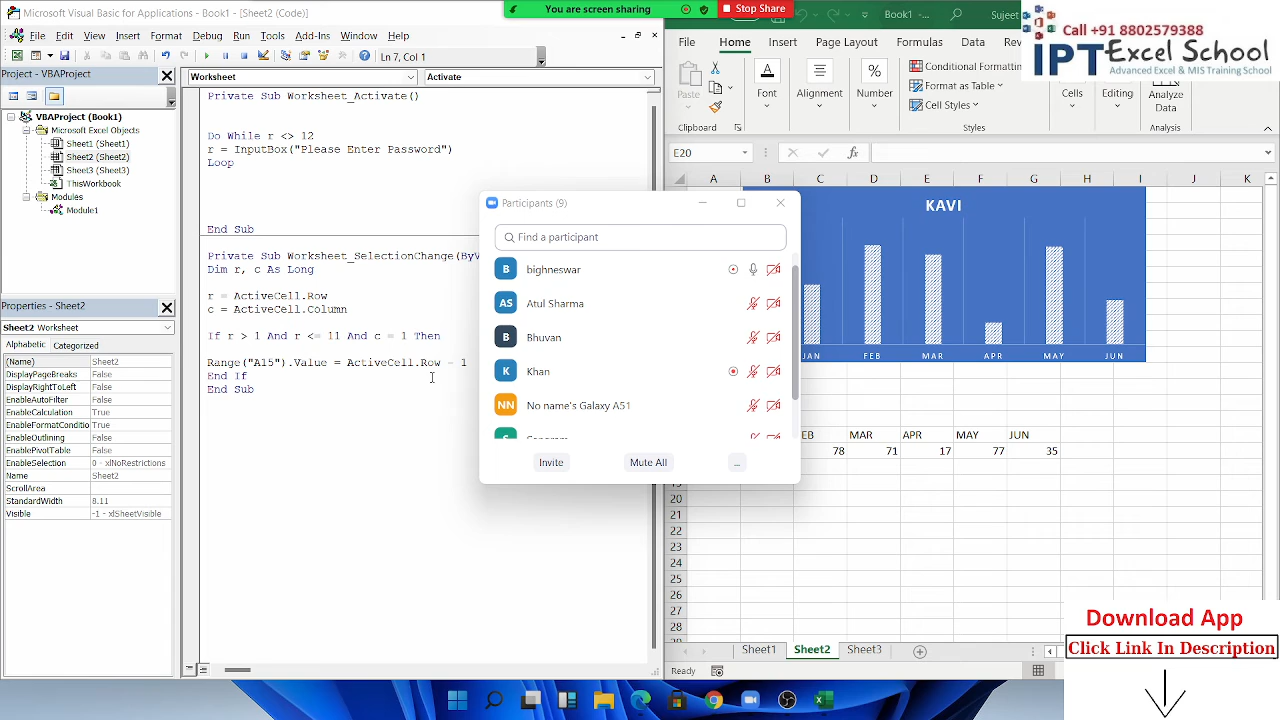 Microsoft Visual Basic for Applications - Book1 - [Sheet2 (Code)]
You are screen sharing
Stop Share
Book1 -...
Sujeet
Call +91 8802579388
IPT Excel School
Advanced Excel & MIS Training School
File Edit View Insert Format Debug Run Tools Add-Ins Window Help
Ln 7, Col 1
File Home Insert Page Layout Formulas Data
Paste
Font
Alignment
Number
Conditional Formatting
Format as Table
Cell Styles
Cells
Editing
Analyze
Data
Clipboard
Styles
Analysis
Project - VBAProject
VBAProject (Book1)
Microsoft Excel Objects
Sheet1 (Sheet1)
Sheet2 (Sheet2)
Sheet3 (Sheet3)
ThisWorkbook
Modules
Module1
Worksheet
Activate
Private Sub Worksheet_Activate()
Do While r <> 12
r = InputBox("Please Enter Password")
Loop
End Sub
Private Sub Worksheet_SelectionChange(ByV
Dim r, c As Long
r = ActiveCell.Row
c = ActiveCell.Column
If r > 1 And r <= 11 And c = 1 Then
Range("A15").Value = ActiveCell.Row - 1
End If
End Sub
Properties - Sheet2
Sheet2 Worksheet
Alphabetic Categorized
(Name) Sheet2
DisplayPageBreaks False
DisplayRightToLeft False
EnableAutoFilter False
EnableCalculation True
EnableFormatCondition True
EnableOutlining False
EnablePivotTable False
EnableSelection 0 - xlNoRestrictions
Name Sheet2
ScrollArea
StandardWidth 8.11
Visible -1 - xlSheetVisible
Participants (9)
Find a participant
B bighneswar
AS Atul Sharma
B Bhuvan
B Khan
NN No name's Galaxy A51
Invite
Mute All
...
E20
fx
A B C D E F G H I J K
KAVI
JAN FEB MAR APR MAY JUN
EB MAR APR MAY JUN
78 71 17 77 35
19
20
21
22
23
24
25
26
27
28
Sheet1 Sheet2 Sheet3
Ready
Download App
Click Link In Description